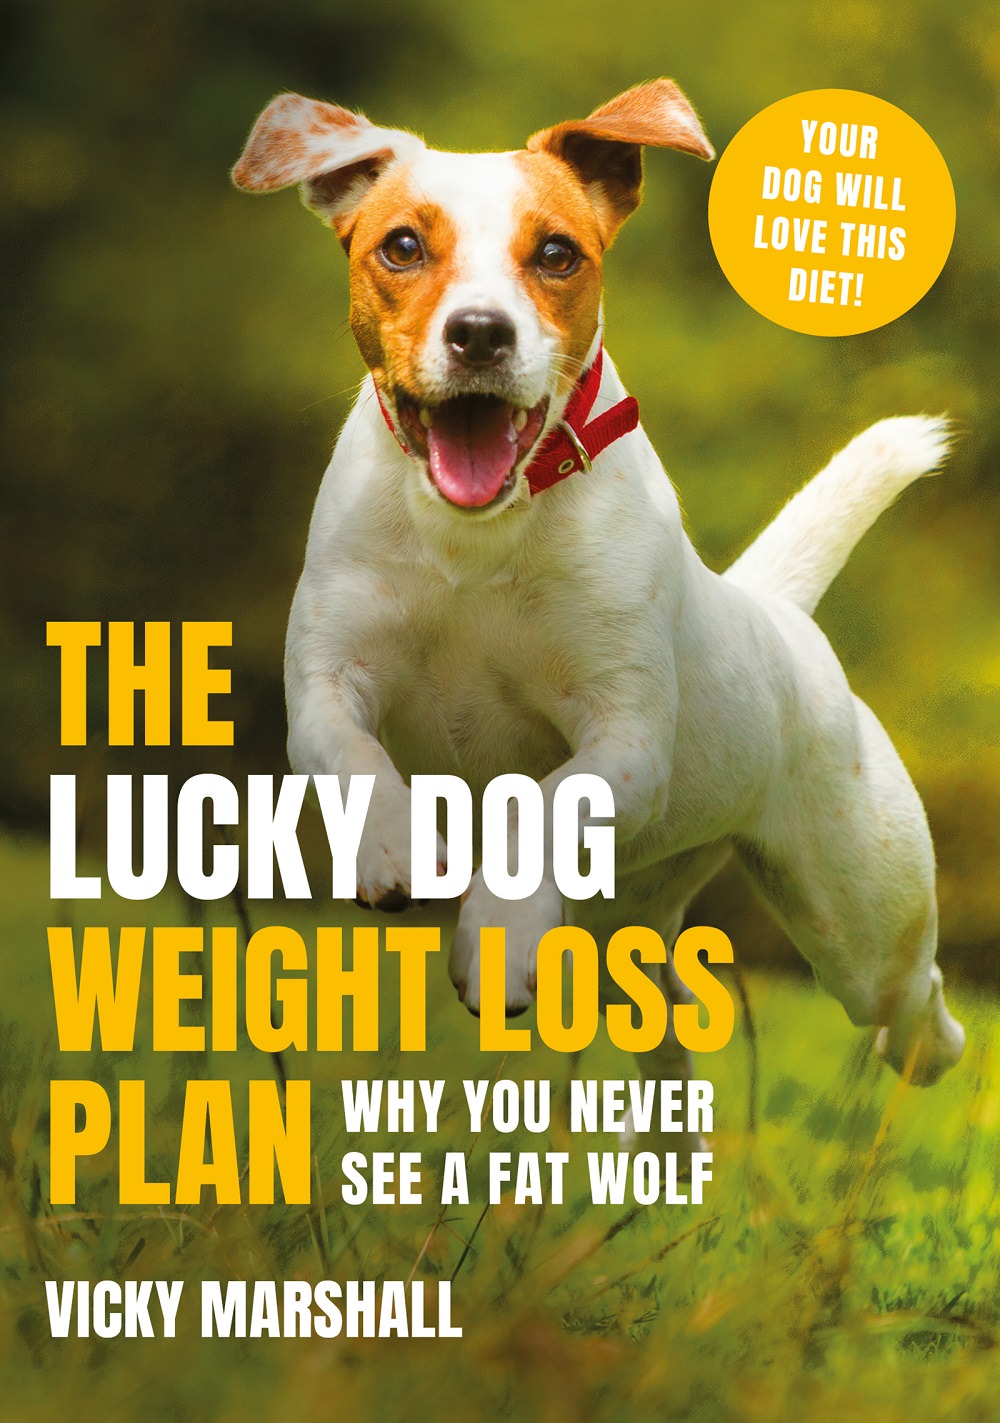 YOUR
DOG WILL
LOVE THIS
DIET!
THE
LUCKY DOG
WEIGHT LOSS
PLAN
WHY YOU NEVER
SEE A FAT WOLF
VICKY MARSHALL